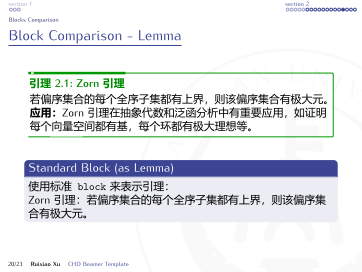 section 1
section 2
Blocks Comparison
Block Comparison - Lemma
引理 2.1: Zorn 引理
若偏序集合的每个全序子集都有上界，则该偏序集合有极大元。
应用：Zorn 引理在抽象代数和泛函分析中有重要应用，如证明
每个向量空间都有基，每个环都有极大理想等。
Standard Block (as Lemma)
使用标准 block 来表示引理：
Zorn 引理：若偏序集合的每个全序子集都有上界，则该偏序集
合有极大元。
20/23 Ruixiao Xu CHD Beamer Template